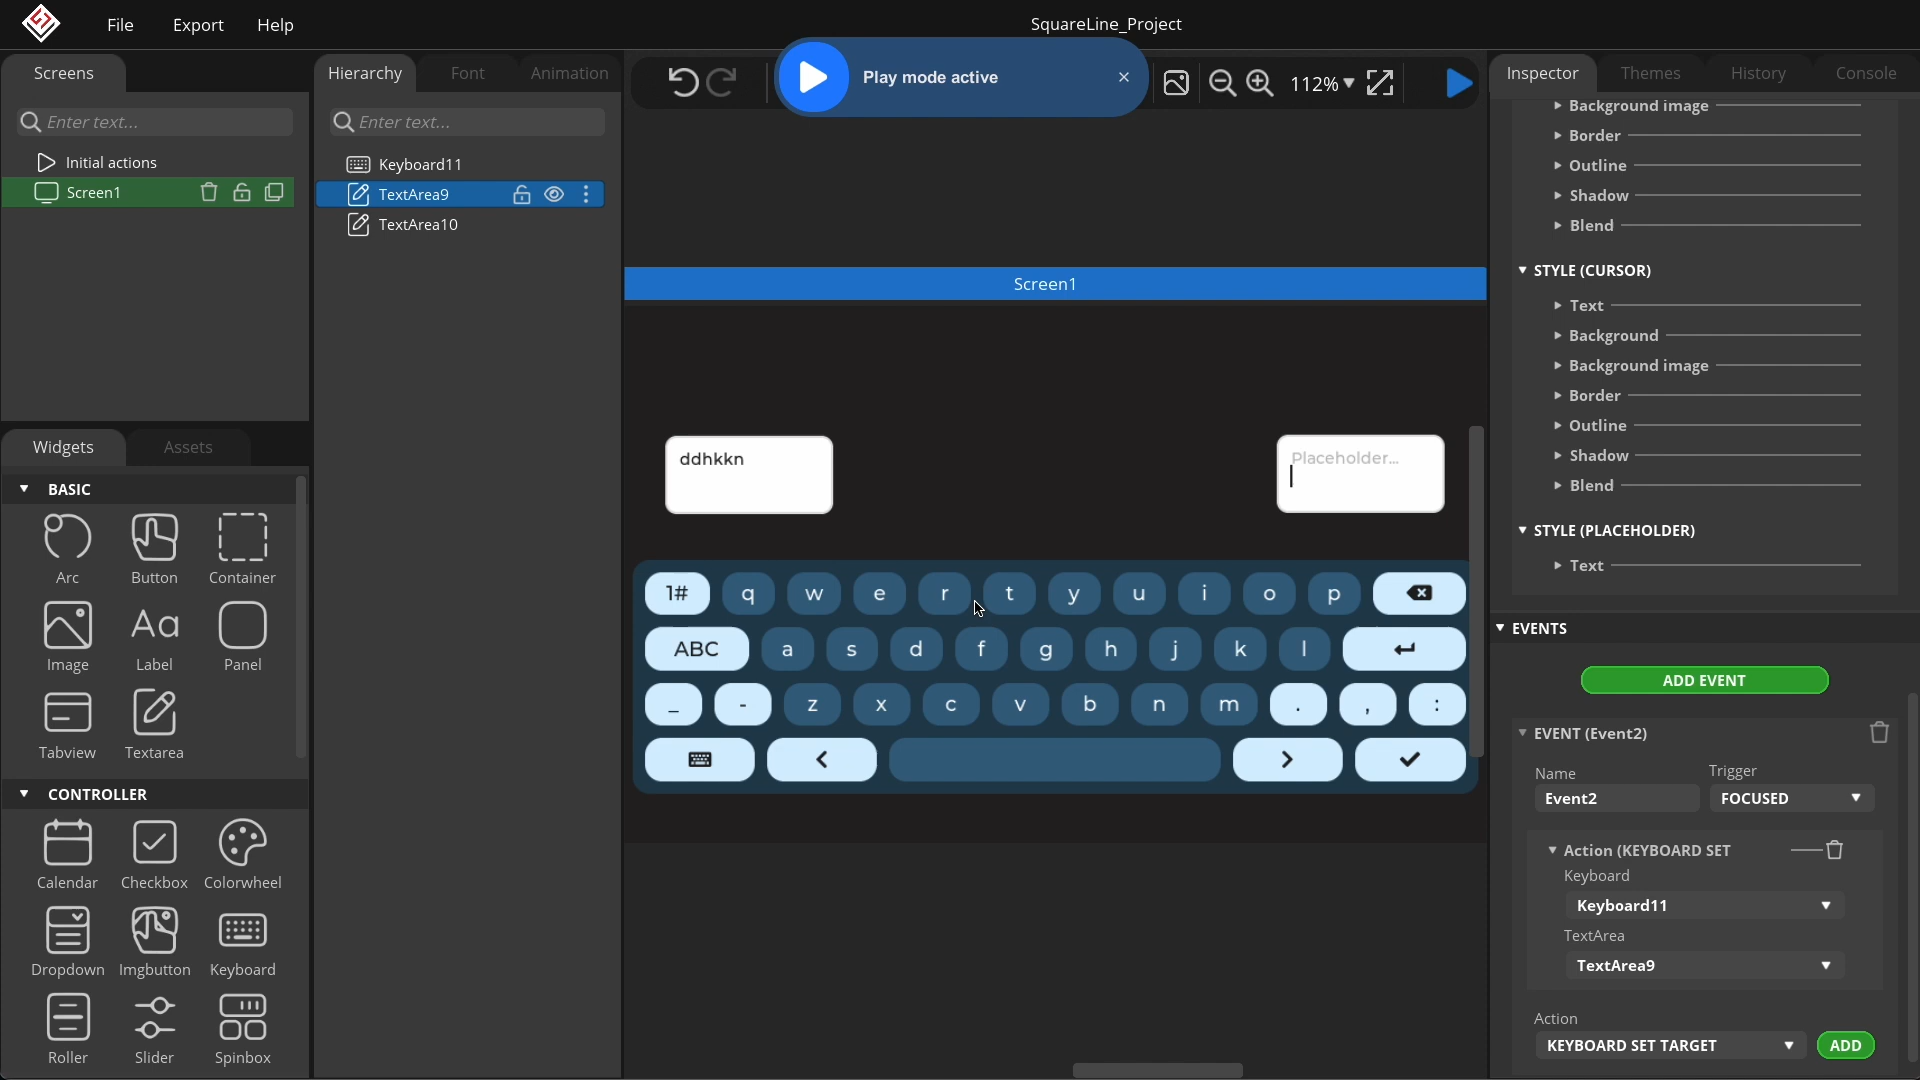 File Export Help SquareLine_Project
Screens
Hierarchy Font Animation
Play mode active ×
112%
Inspector Themes History Console
Enter text...
Enter text...
Initial actions
Screen1
Keyboard11
TextArea9
TextArea10
Widgets Assets
BASIC
Arc Button Container
Image Label Panel
Tabview Textarea
CONTROLLER
Calendar Checkbox Colorwheel
Dropdown Imgbutton Keyboard
Roller Slider Spinbox
Screen1
ddhkkn
Placeholder...
1# q w e r t y u i o p
ABC a s d f g h j k l
_ - z x c v b n m . , :
Background image
Border
Outline
Shadow
Blend
STYLE (CURSOR)
Text
Background
Background image
Border
Outline
Shadow
Blend
STYLE (PLACEHOLDER)
Text
EVENTS
ADD EVENT
EVENT (Event2)
Name Trigger
Event2 FOCUSED
Action (KEYBOARD SET
Keyboard
Keyboard11
TextArea
TextArea9
Action
KEYBOARD SET TARGET ADD